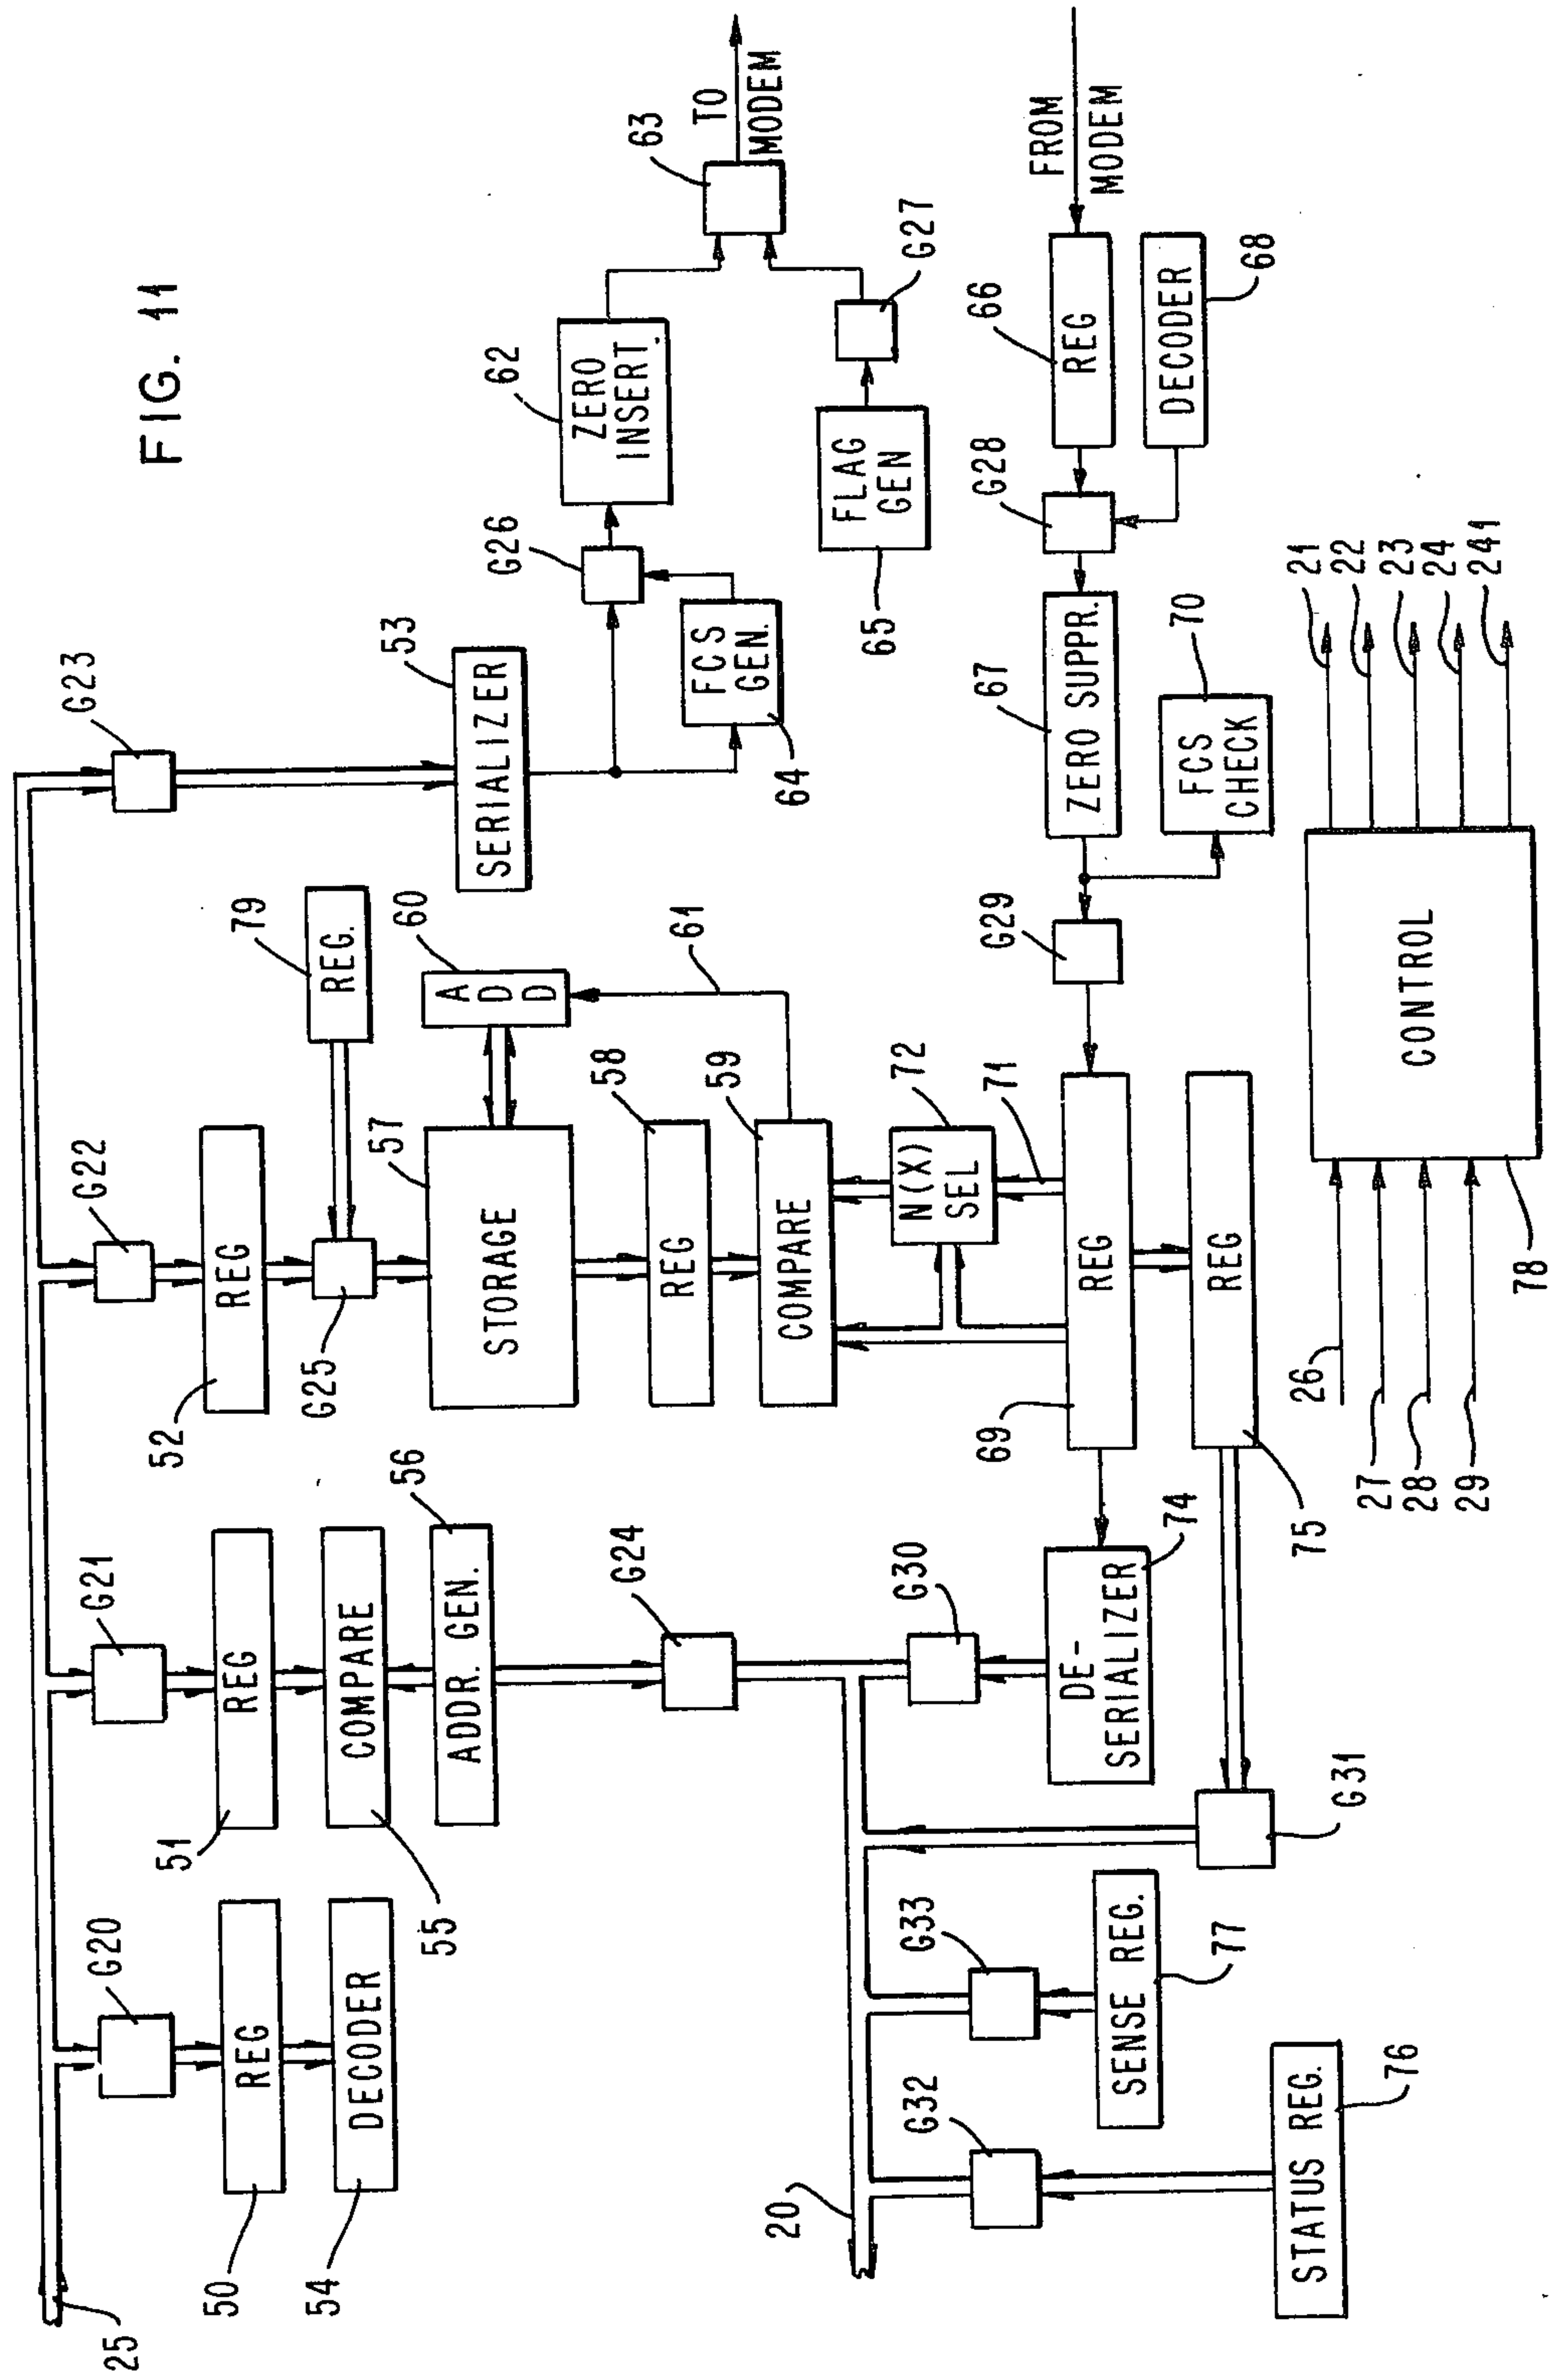 FIG. 11
25
G20
G21
G22
G23
50
REG
51
REG
52
REG
79
REG.
54
DECODER
55
COMPARE
56
ADDR. GEN.
G25
57
STORAGE
60
ADD
53
SERIALIZER
58
REG
59
COMPARE
61
G26
62
ZERO
INSERT.
63
TO
MODEM
64
FCS
GEN.
65
FLAG
GEN
G27
G24
20
72
N(X)
SEL
71
G30
69
REG
G29
67
ZERO SUPPR.
G28
66
REG
FROM
MODEM
68
DECODER
70
FCS
CHECK
74
DE-
SERIALIZER
75
REG
G31
G32
G33
77
SENSE REG.
76
STATUS REG.
78
CONTROL
26
27
28
29
21
22
23
24
241